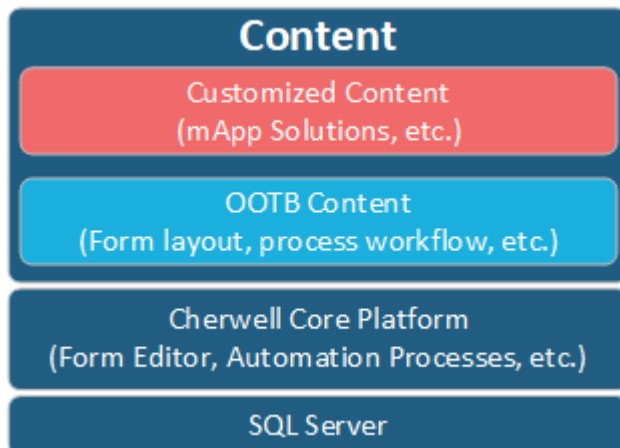 Content
Customized Content
(mApp Solutions, etc.)
OOTB Content
(Form layout, process workflow, etc.)
Cherwell Core Platform
(Form Editor, Automation Processes, etc.)
SQL Server